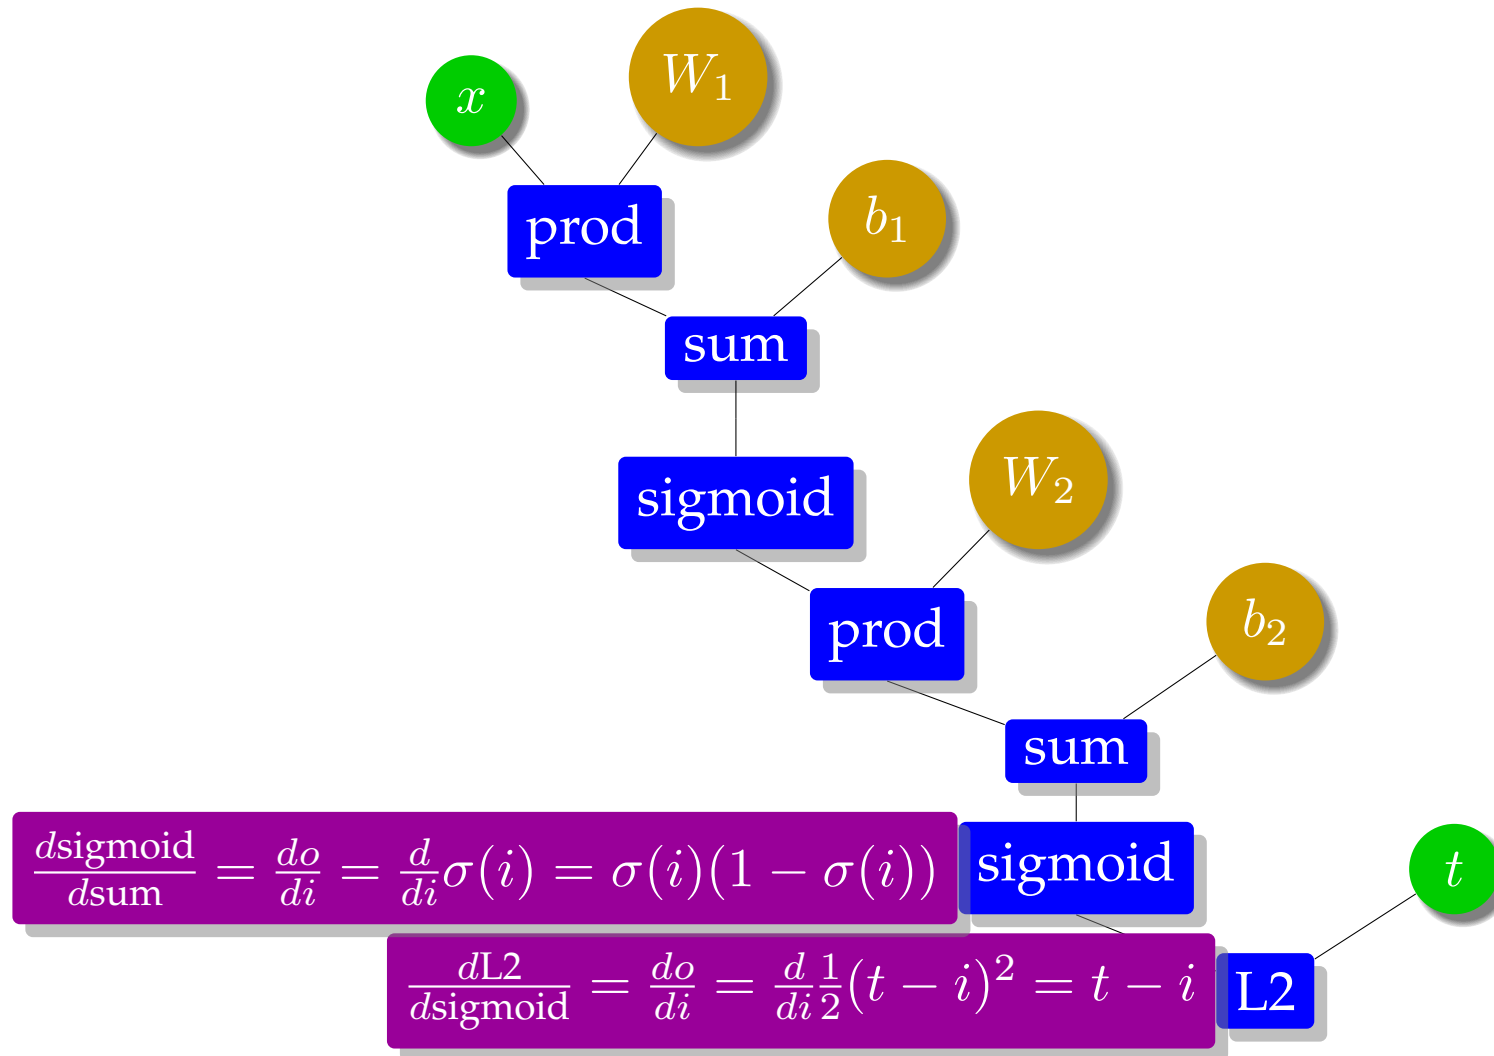 x
W₁
prod
b₁
sum
sigmoid
W₂
prod
b₂
sum
dsigmoid/dsum = do/di = d/di σ(i) = σ(i)(1 − σ(i))
sigmoid
t
dL2/dsigmoid = do/di = d/di 1/2 (t − i)² = t − i
L2